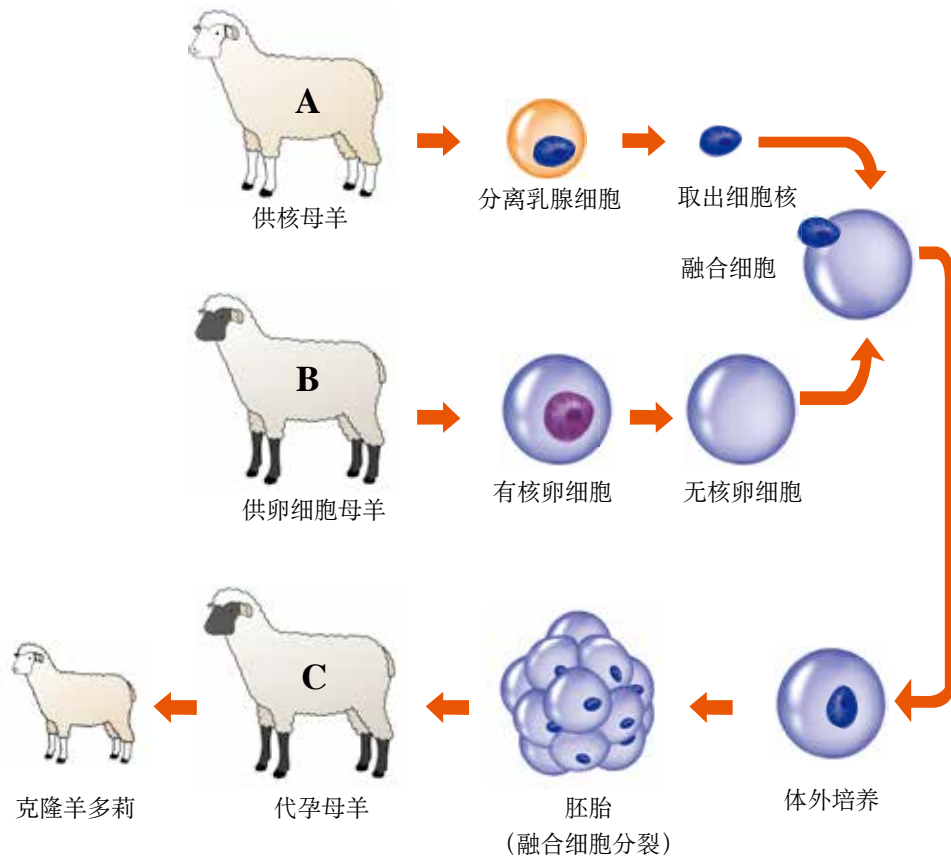 A
供核母羊
分离乳腺细胞
取出细胞核
融合细胞
B
供卵细胞母羊
有核卵细胞
无核卵细胞
C
克隆羊多莉
代孕母羊
胚胎
（融合细胞分裂）
体外培养